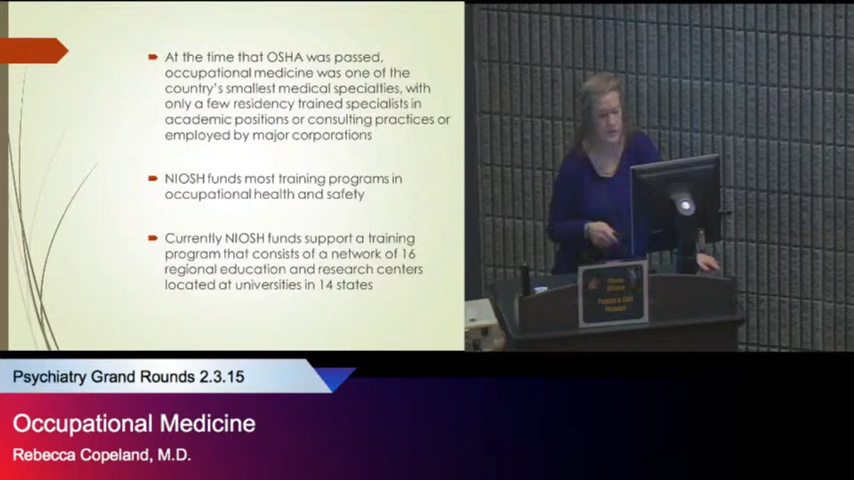 At the time that OSHA was passed,
occupational medicine was one of the
country's smallest medical specialties, with
only a few residency trained specialists in
academic positions or consulting practices or
employed by major corporations
NIOSH funds most training programs in
occupational health and safety
Currently NIOSH funds support a training
program that consists of a network of 16
regional education and research centers
located at universities in 14 states
Psychiatry Grand Rounds 2.3.15
Occupational Medicine
Rebecca Copeland, M.D.